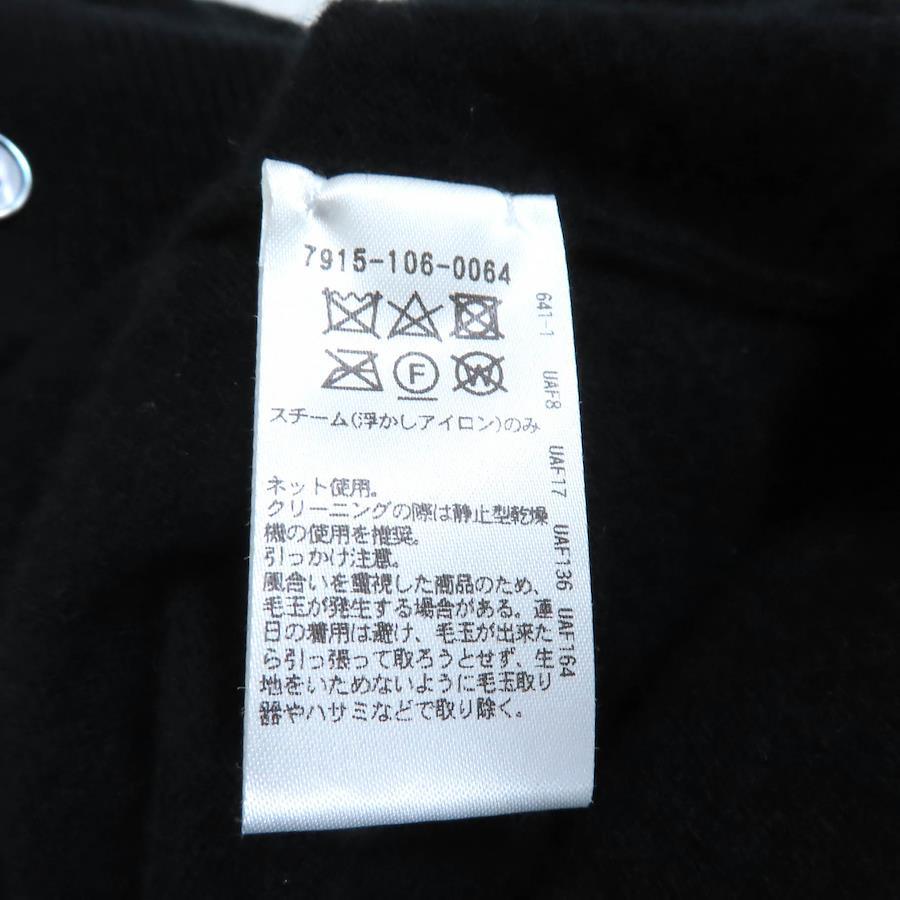 7915-106-0064
F
W
スチーム(浮かしアイロン)のみ
ネット使用。
クリーニングの際は静止型乾燥
機の使用を推奨。
引っかけ注意。
風合いを重視した商品のため、
毛玉が発生する場合がある。連
日の着用は避け、毛玉が出来た
ら引っ張って取ろうとせず、生
地をいためないように毛玉取り
器やハサミなどで取り除く。
641-1 UAF8 UAF17 UAF136 UAF164